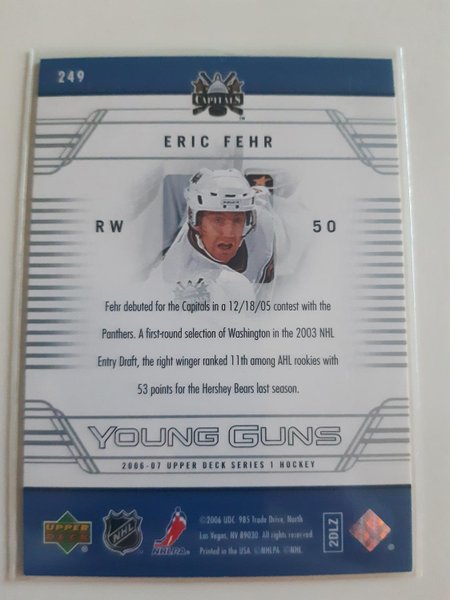 249
CAPITALS
TM
ERIC FEHR
RW 50
Fehr debuted for the Capitals in a 12/18/05 contest with the
Panthers. A first-round selection of Washington in the 2003 NHL
Entry Draft, the right winger ranked 11th among AHL rookies with
53 points for the Hershey Bears last season.
YOUNG GUNS
2006-07 UPPER DECK SERIES 1 HOCKEY
UPPER DECK
NHL
NHLPA
©2006 UDC 985 Trade Drive, North
Las Vegas, NV 89030. All rights reserved.
Printed in the USA. ©NHLPA ©NHL
2DLZ